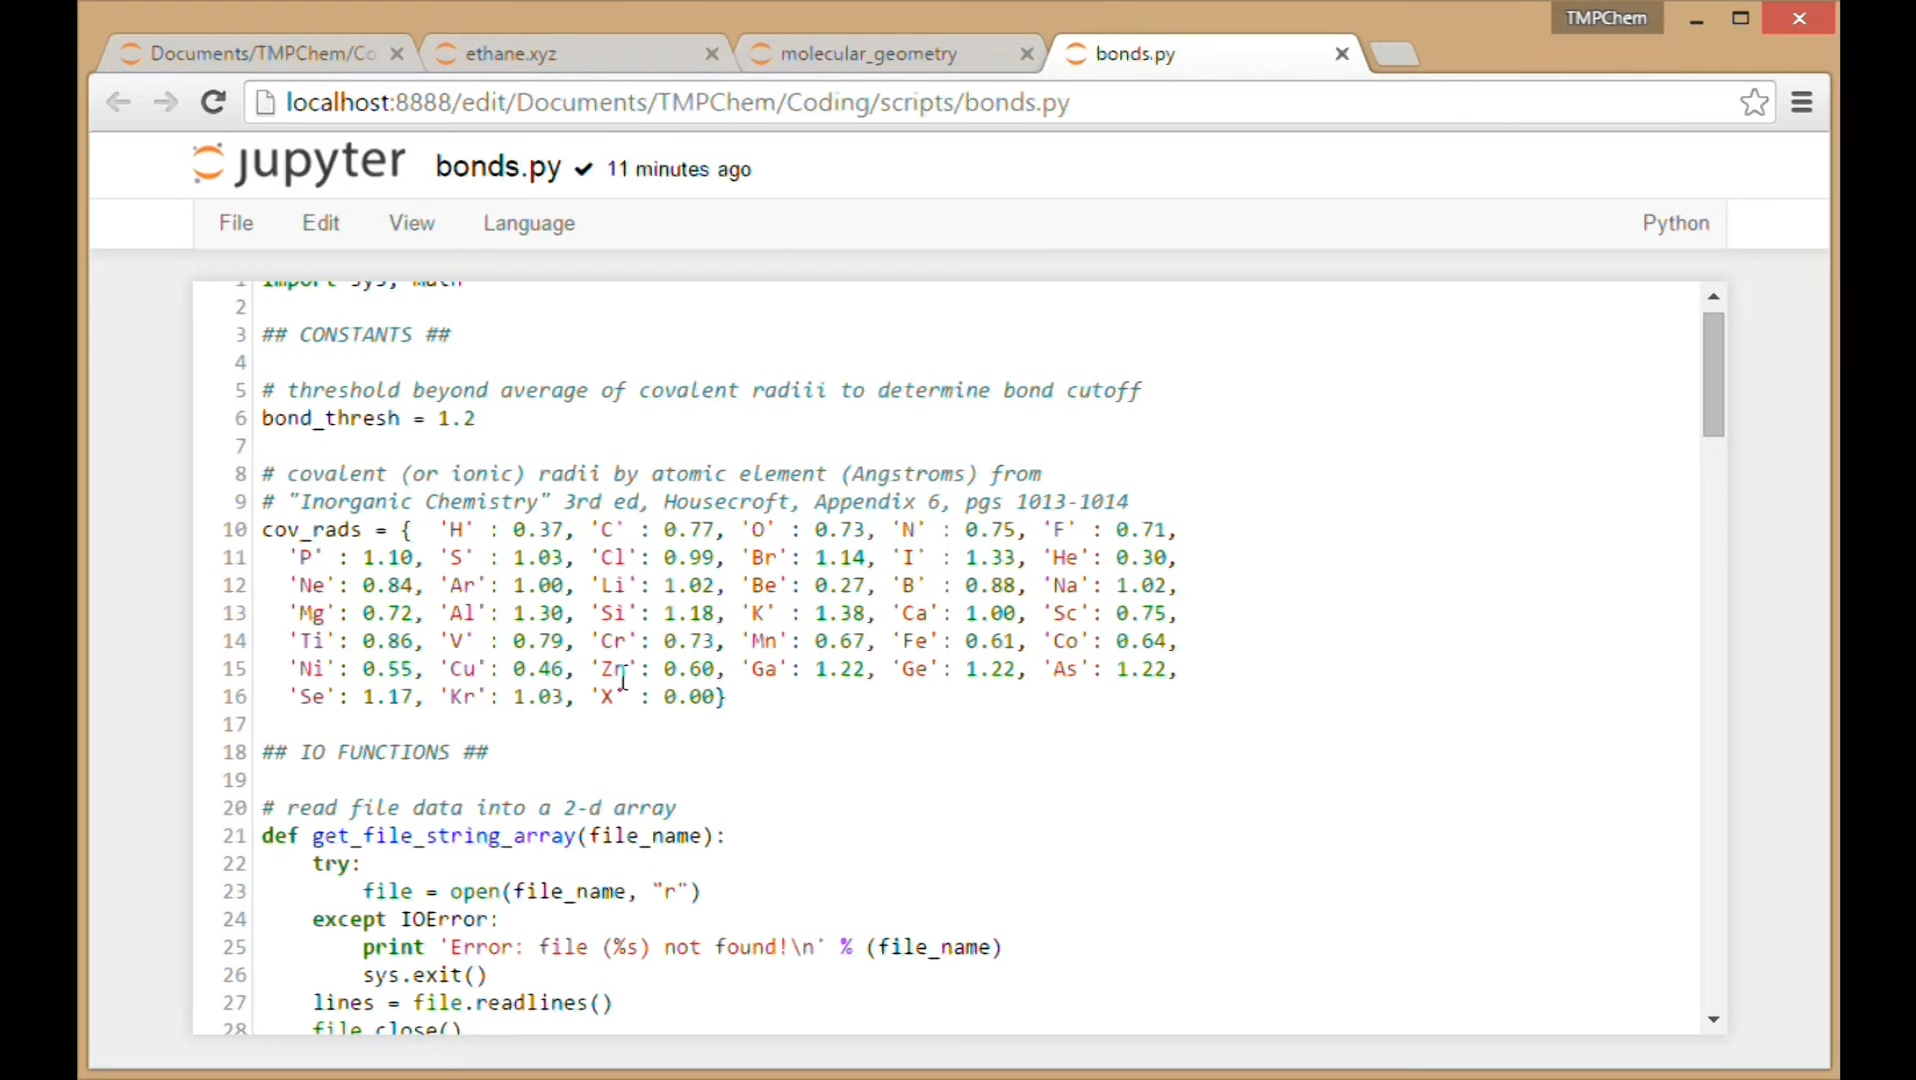 TMPChem
Documents/TMPChem/Co
ethane.xyz
molecular_geometry
bonds.py
localhost:8888/edit/Documents/TMPChem/Coding/scripts/bonds.py
jupyter bonds.py ✔ 11 minutes ago
File Edit View Language Python
1 import sys, math
2
3 ## CONSTANTS ##
4
5 # threshold beyond average of covalent radiii to determine bond cutoff
6 bond_thresh = 1.2
7
8 # covalent (or ionic) radii by atomic element (Angstroms) from
9 # "Inorganic Chemistry" 3rd ed, Housecroft, Appendix 6, pgs 1013-1014
10 cov_rads = {  'H' : 0.37, 'C' : 0.77, 'O' : 0.73, 'N' : 0.75, 'F' : 0.71,
11 'P' : 1.10, 'S' : 1.03, 'Cl': 0.99, 'Br': 1.14, 'I' : 1.33, 'He': 0.30,
12 'Ne': 0.84, 'Ar': 1.00, 'Li': 1.02, 'Be': 0.27, 'B' : 0.88, 'Na': 1.02,
13 'Mg': 0.72, 'Al': 1.30, 'Si': 1.18, 'K' : 1.38, 'Ca': 1.00, 'Sc': 0.75,
14 'Ti': 0.86, 'V' : 0.79, 'Cr': 0.73, 'Mn': 0.67, 'Fe': 0.61, 'Co': 0.64,
15 'Ni': 0.55, 'Cu': 0.46, 'Zn': 0.60, 'Ga': 1.22, 'Ge': 1.22, 'As': 1.22,
16 'Se': 1.17, 'Kr': 1.03, 'X' : 0.00}
17
18 ## IO FUNCTIONS ##
19
20 # read file data into a 2-d array
21 def get_file_string_array(file_name):
22 try:
23 file = open(file_name, "r")
24 except IOError:
25 print 'Error: file (%s) not found!\n' % (file_name)
26 sys.exit()
27 lines = file.readlines()
28 file.close()